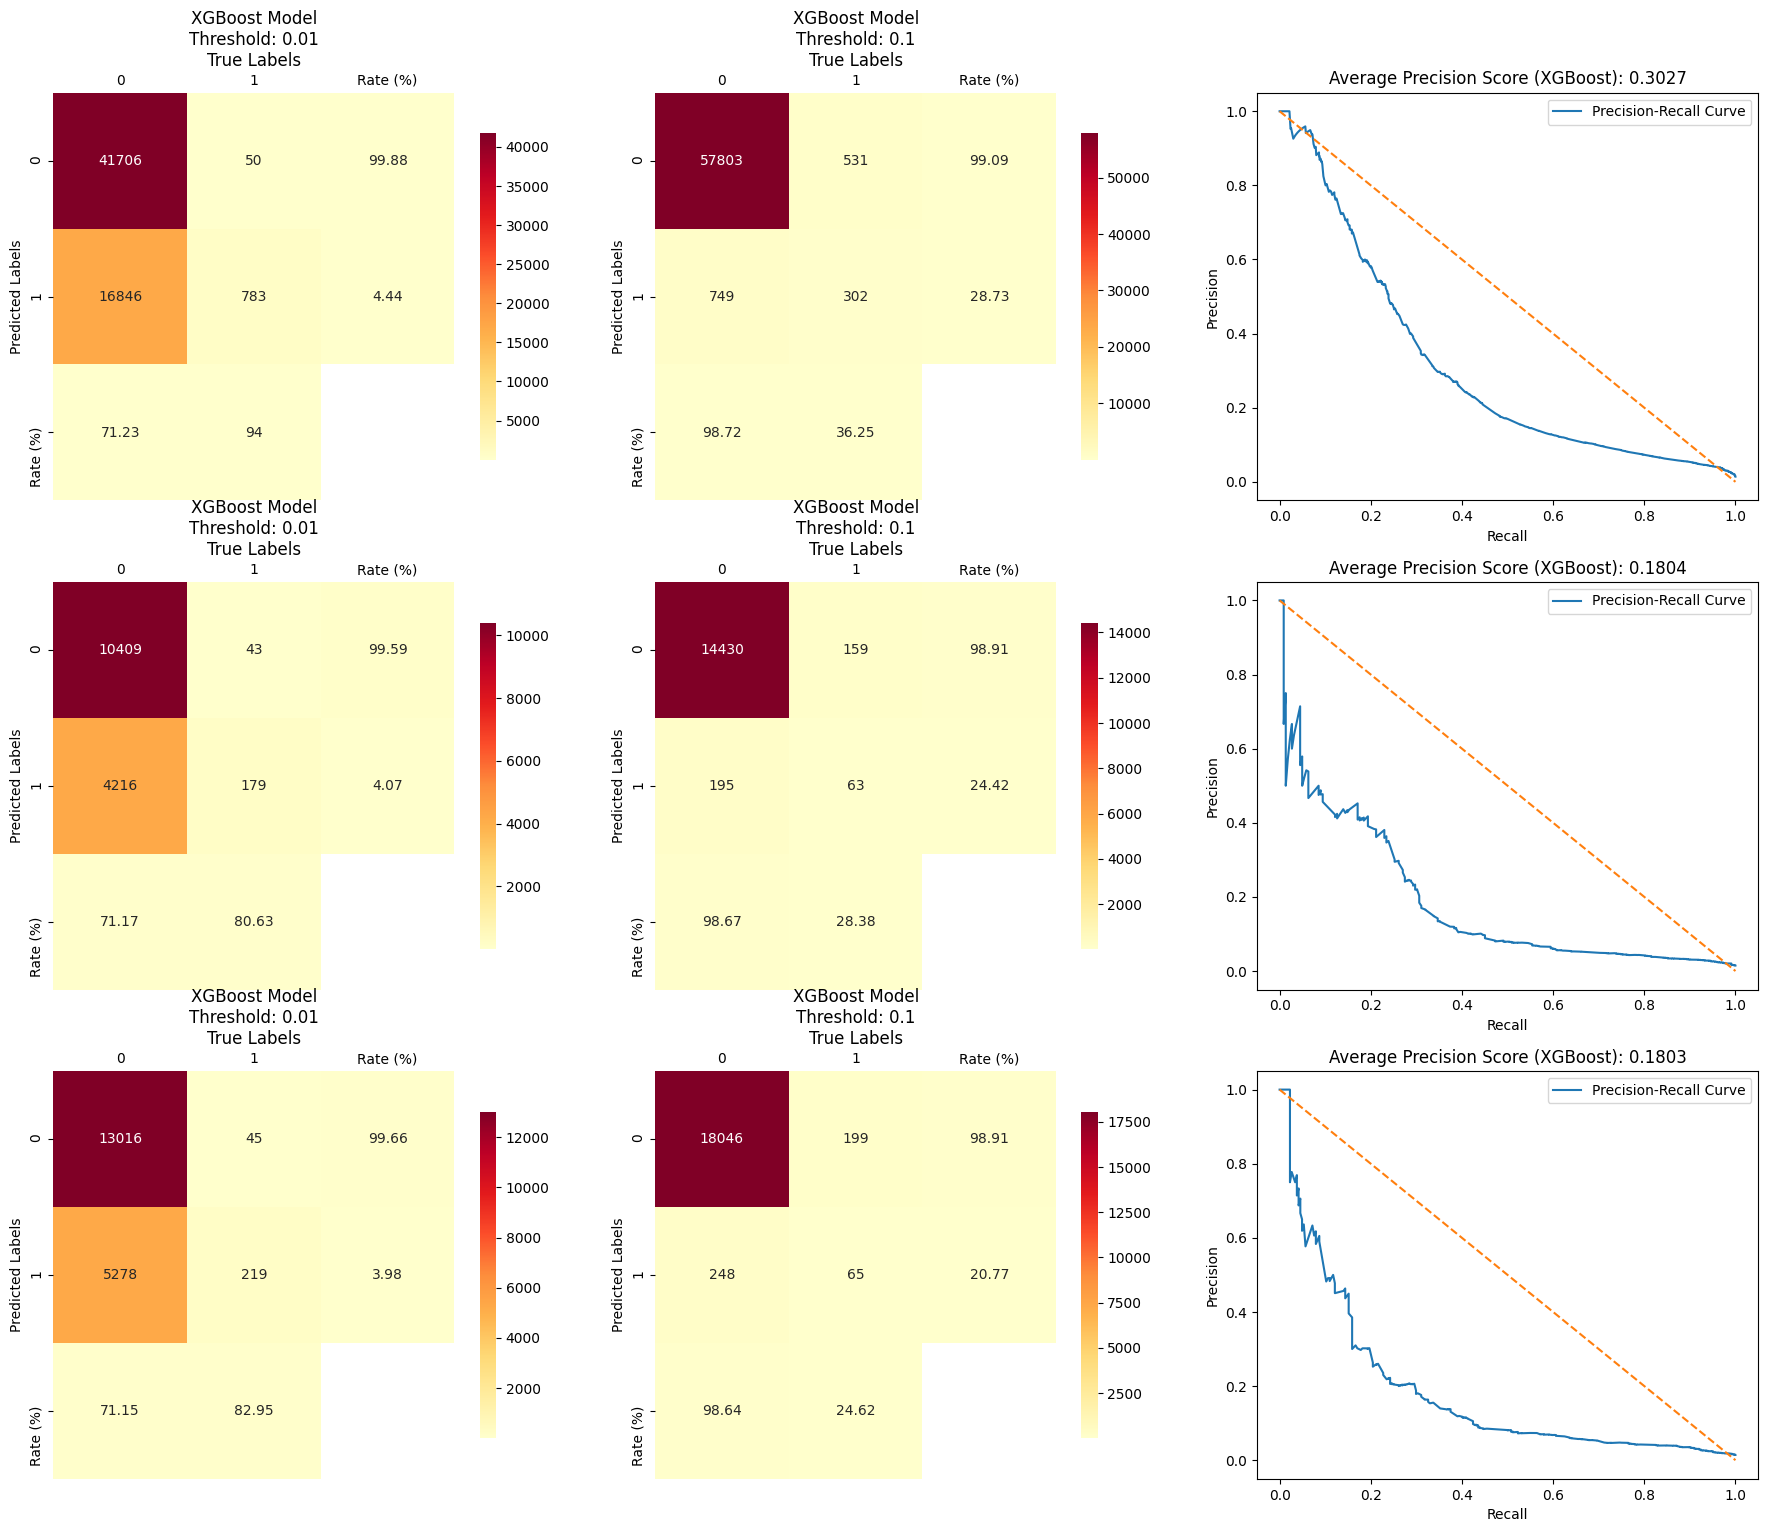 XGBoost Model
Threshold: 0.01
True Labels
0 1 Rate (%)
0 41706 50 99.88
1 16846 783 4.44
Rate (%) 71.23 94
Predicted Labels
40000
35000
30000
25000
20000
15000
10000
5000
XGBoost Model
Threshold: 0.1
True Labels
0 1 Rate (%)
0 57803 531 99.09
1 749 302 28.73
Rate (%) 98.72 36.25
Predicted Labels
50000
40000
30000
20000
10000
Average Precision Score (XGBoost): 0.3027
Precision-Recall Curve
1.0
0.8
0.6
0.4
0.2
0.0
Precision
0.0 0.2 0.4 0.6 0.8 1.0
Recall
XGBoost Model
Threshold: 0.01
True Labels
0 1 Rate (%)
0 10409 43 99.59
1 4216 179 4.07
Rate (%) 71.17 80.63
Predicted Labels
10000
8000
6000
4000
2000
XGBoost Model
Threshold: 0.1
True Labels
0 1 Rate (%)
0 14430 159 98.91
1 195 63 24.42
Rate (%) 98.67 28.38
Predicted Labels
14000
12000
10000
8000
6000
4000
2000
Average Precision Score (XGBoost): 0.1804
Precision-Recall Curve
1.0
0.8
0.6
0.4
0.2
0.0
Precision
0.0 0.2 0.4 0.6 0.8 1.0
Recall
XGBoost Model
Threshold: 0.01
True Labels
0 1 Rate (%)
0 13016 45 99.66
1 5278 219 3.98
Rate (%) 71.15 82.95
Predicted Labels
12000
10000
8000
6000
4000
2000
XGBoost Model
Threshold: 0.1
True Labels
0 1 Rate (%)
0 18046 199 98.91
1 248 65 20.77
Rate (%) 98.64 24.62
Predicted Labels
17500
15000
12500
10000
7500
5000
2500
Average Precision Score (XGBoost): 0.1803
Precision-Recall Curve
1.0
0.8
0.6
0.4
0.2
0.0
Precision
0.0 0.2 0.4 0.6 0.8 1.0
Recall